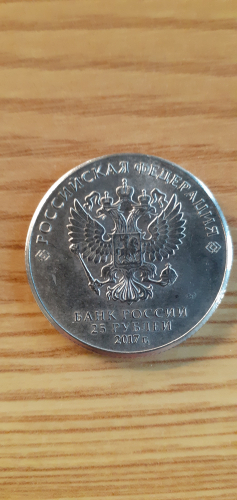 РОССИЙСКАЯ ФЕДЕРАЦИЯ
БАНК РОССИИ
25 РУБЛЕЙ
2017 г.